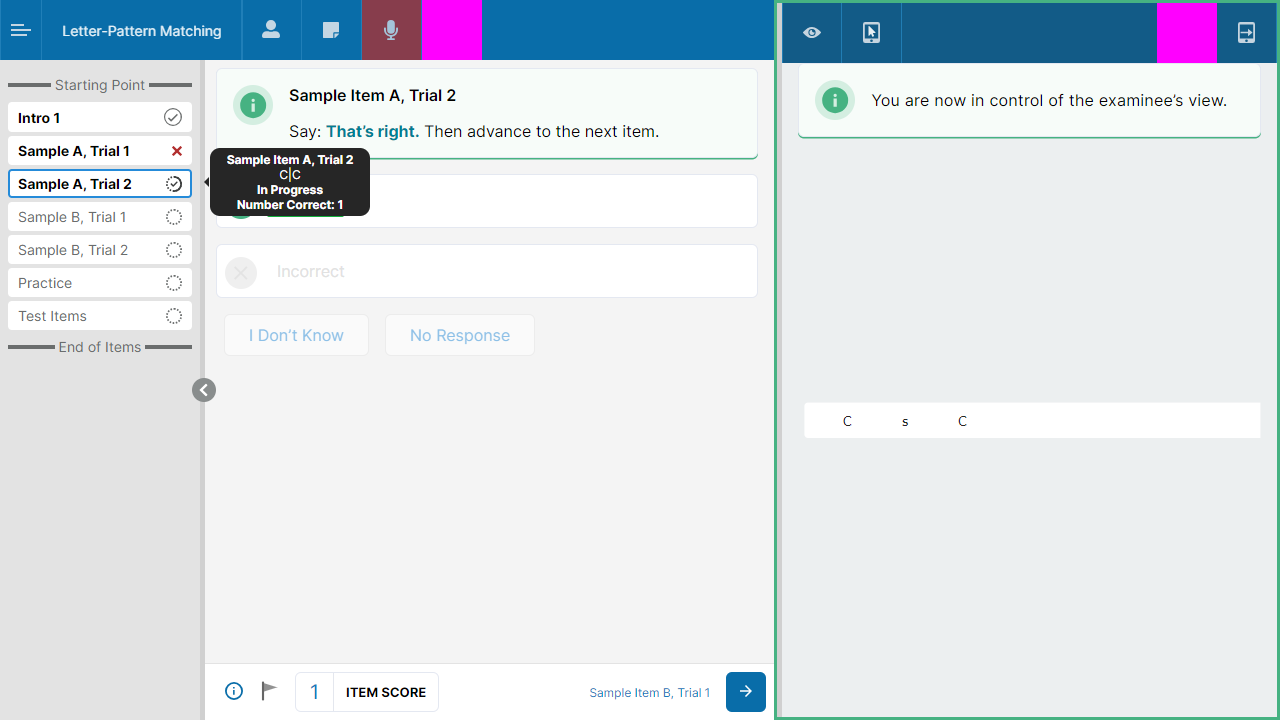 Letter-Pattern Matching
Starting Point
Intro 1
Sample A, Trial 1
Sample A, Trial 2
Sample B, Trial 1
Sample B, Trial 2
Practice
Test Items
End of Items
Sample Item A, Trial 2
Say: That's right. Then advance to the next item.
Sample Item A, Trial 2
C|C
In Progress
Number Correct: 1
Incorrect
I Don't Know
No Response
1 ITEM SCORE
Sample Item B, Trial 1
You are now in control of the examinee's view.
C s C